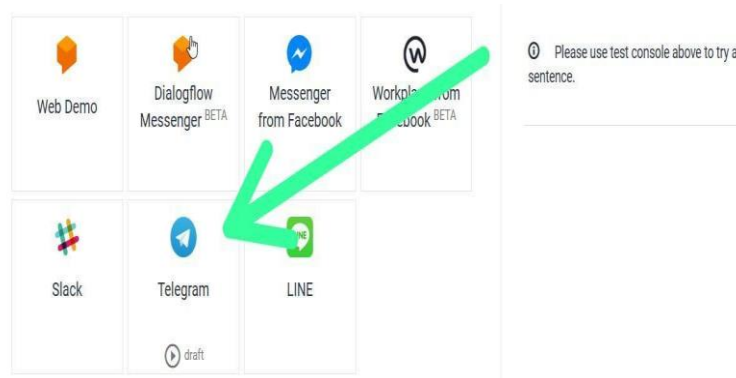 Web Demo
Dialogflow
Messenger BETA
Messenger
from Facebook
Workplace from
Facebook BETA
Please use test console above to try a
sentence.
Slack
Telegram
LINE
draft